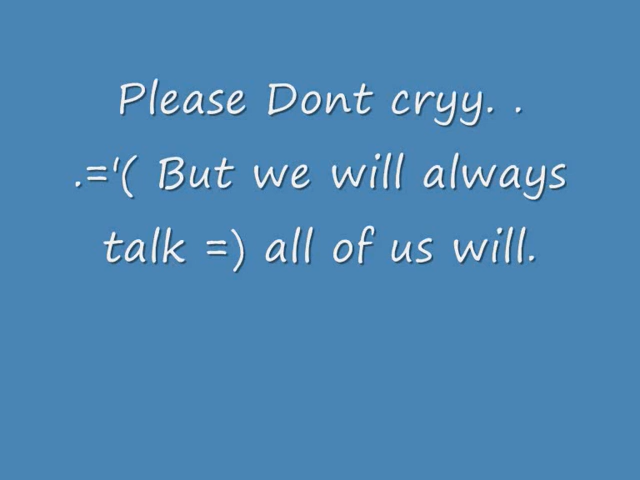 Please Dont cryy. .
.='( But we will always
talk =) all of us will.